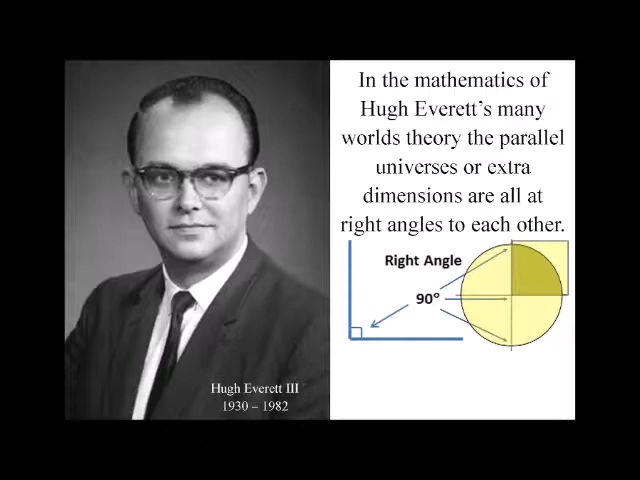 In the mathematics of
Hugh Everett’s many
worlds theory the parallel
universes or extra
dimensions are all at
right angles to each other.
Right Angle
90°
Hugh Everett III
1930 – 1982